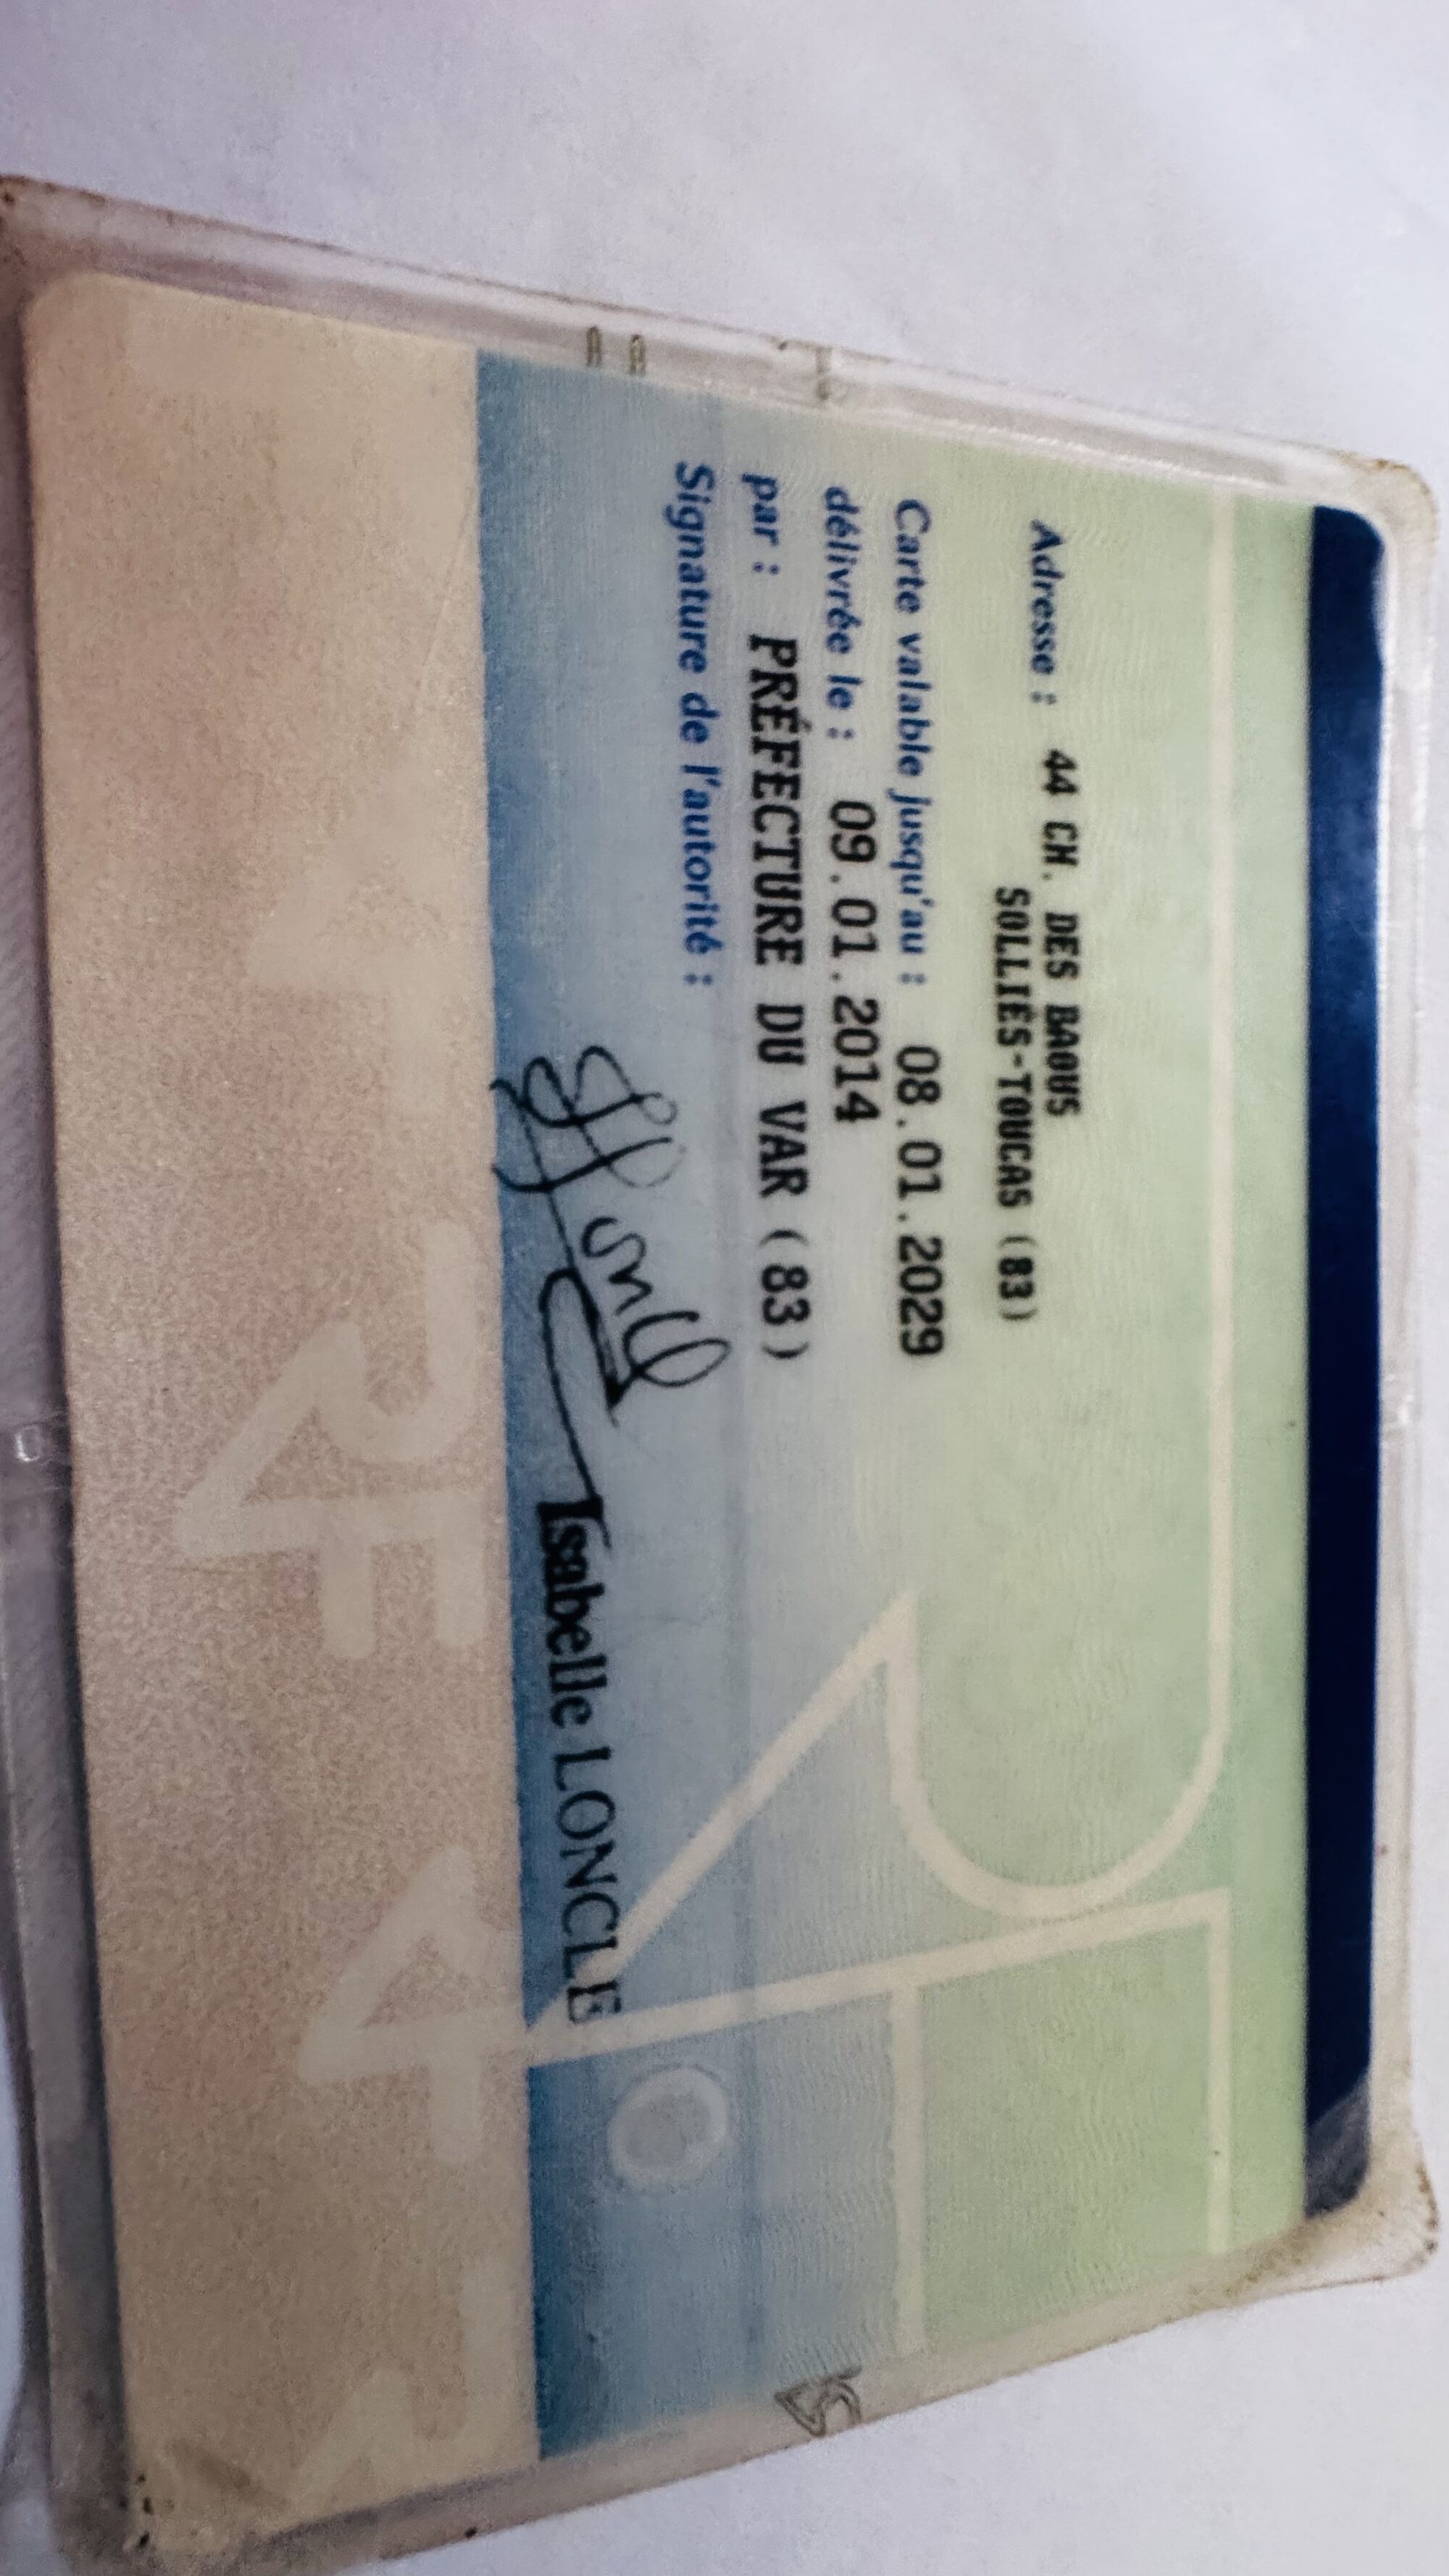 Adresse : 44 CH. DES BAOUS
SOLLIÈS-TOUCAS (83)
Carte valable jusqu'au : 08.01.2029
délivrée le : 09.01.2014
par : PRÉFECTURE DU VAR (83)
Signature de l'autorité :
Isabelle LONCLE
RF